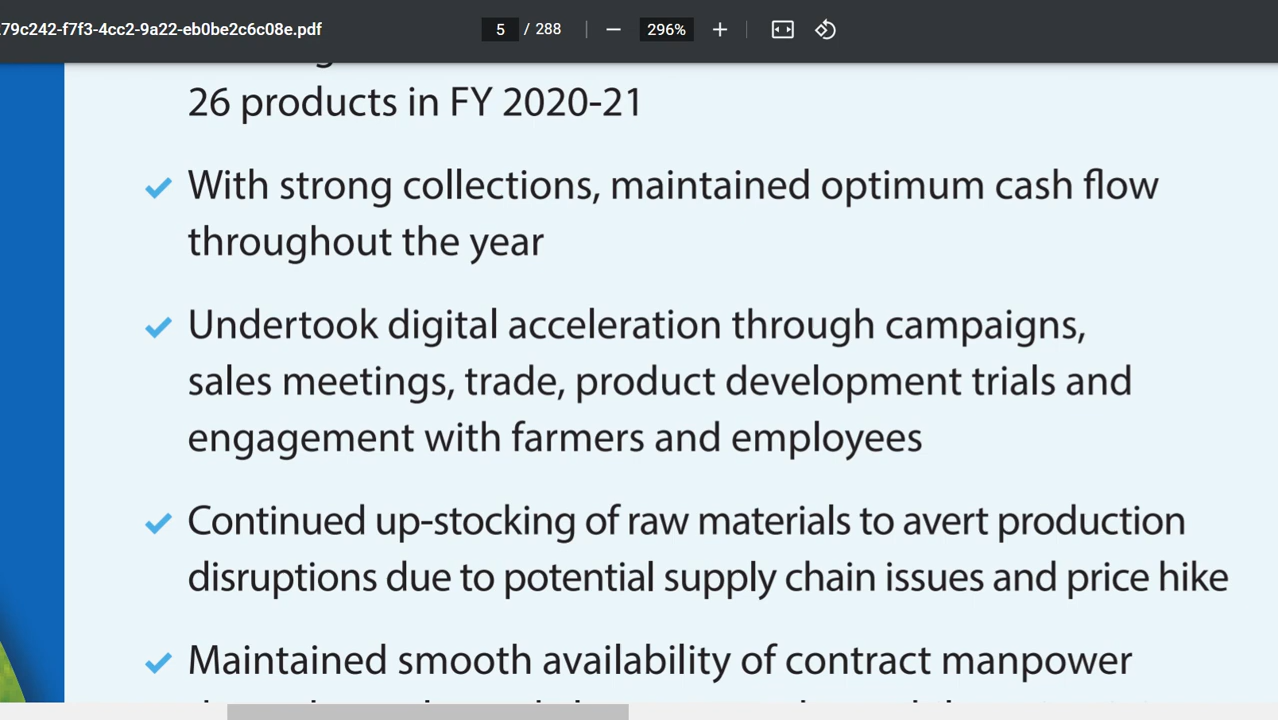 79c242-f7f3-4cc2-9a22-eb0be2c6c08e.pdf
5 / 288
296%
26 products in FY 2020-21
With strong collections, maintained optimum cash flow
throughout the year
Undertook digital acceleration through campaigns,
sales meetings, trade, product development trials and
engagement with farmers and employees
Continued up-stocking of raw materials to avert production
disruptions due to potential supply chain issues and price hike
Maintained smooth availability of contract manpower